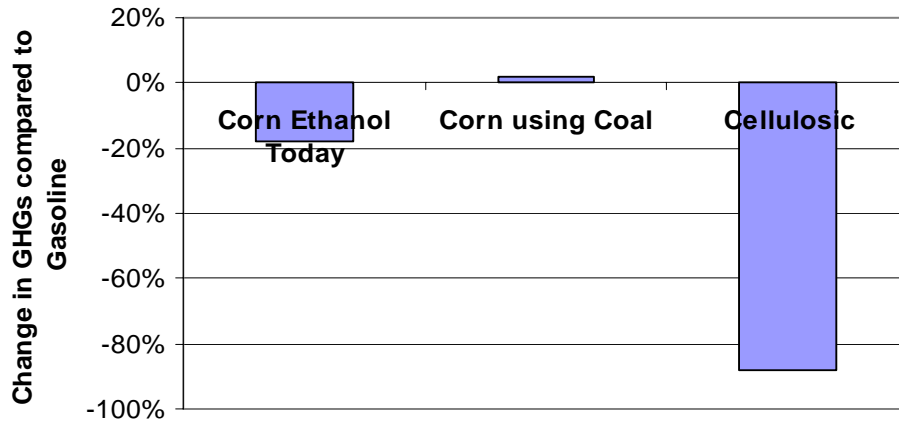 Change in GHGs compared to
Gasoline
20%
0%
-20%
-40%
-60%
-80%
-100%
Corn Ethanol
Today
Corn using Coal
Cellulosic